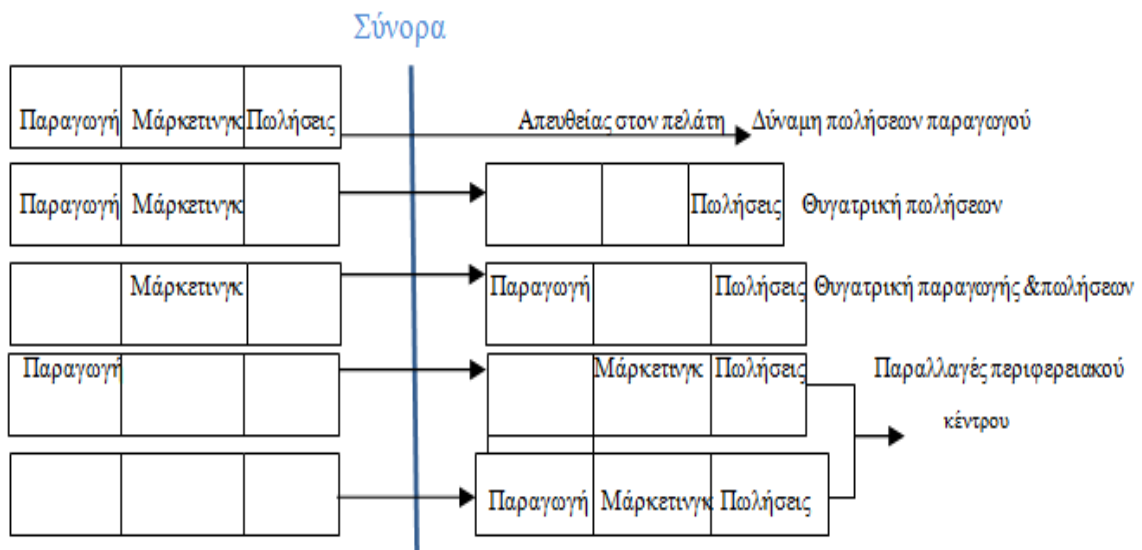 Σύνορα
Παραγωγή Μάρκετινγκ Πωλήσεις Απευθείας στον πελάτη Δύναμη πωλήσεων παραγωγού
Παραγωγή Μάρκετινγκ Πωλήσεις Θυγατρική πωλήσεων
Μάρκετινγκ Παραγωγή Πωλήσεις Θυγατρική παραγωγής &πωλήσεων
Παραγωγή Μάρκετινγκ Πωλήσεις Παραλλαγές περιφερειακού
κέντρου
Παραγωγή Μάρκετινγκ Πωλήσεις